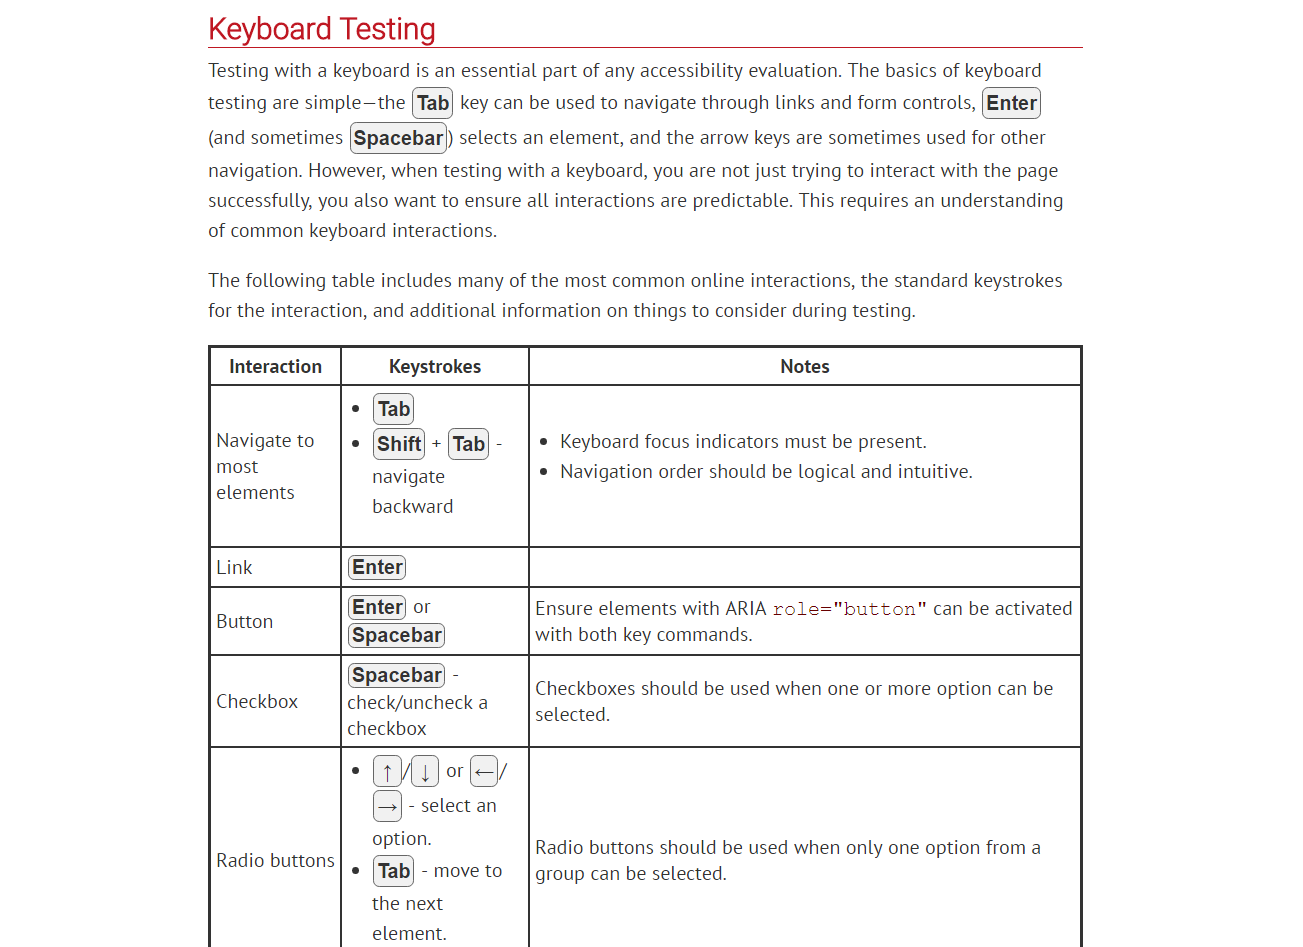 Keyboard Testing
Testing with a keyboard is an essential part of any accessibility evaluation. The basics of keyboard
testing are simple—the Tab key can be used to navigate through links and form controls, Enter
(and sometimes Spacebar) selects an element, and the arrow keys are sometimes used for other
navigation. However, when testing with a keyboard, you are not just trying to interact with the page
successfully, you also want to ensure all interactions are predictable. This requires an understanding
of common keyboard interactions.
The following table includes many of the most common online interactions, the standard keystrokes
for the interaction, and additional information on things to consider during testing.
Interaction Keystrokes Notes
Navigate to
most
elements
• Tab
• Shift + Tab -
navigate
backward
• Keyboard focus indicators must be present.
• Navigation order should be logical and intuitive.
Link
Enter
Button
Enter or
Spacebar
Ensure elements with ARIA role="button" can be activated
with both key commands.
Checkbox
Spacebar -
check/uncheck a
checkbox
Checkboxes should be used when one or more option can be
selected.
Radio buttons
• ↑/↓ or ←/
→ - select an
option.
• Tab - move to
the next
element.
Radio buttons should be used when only one option from a
group can be selected.